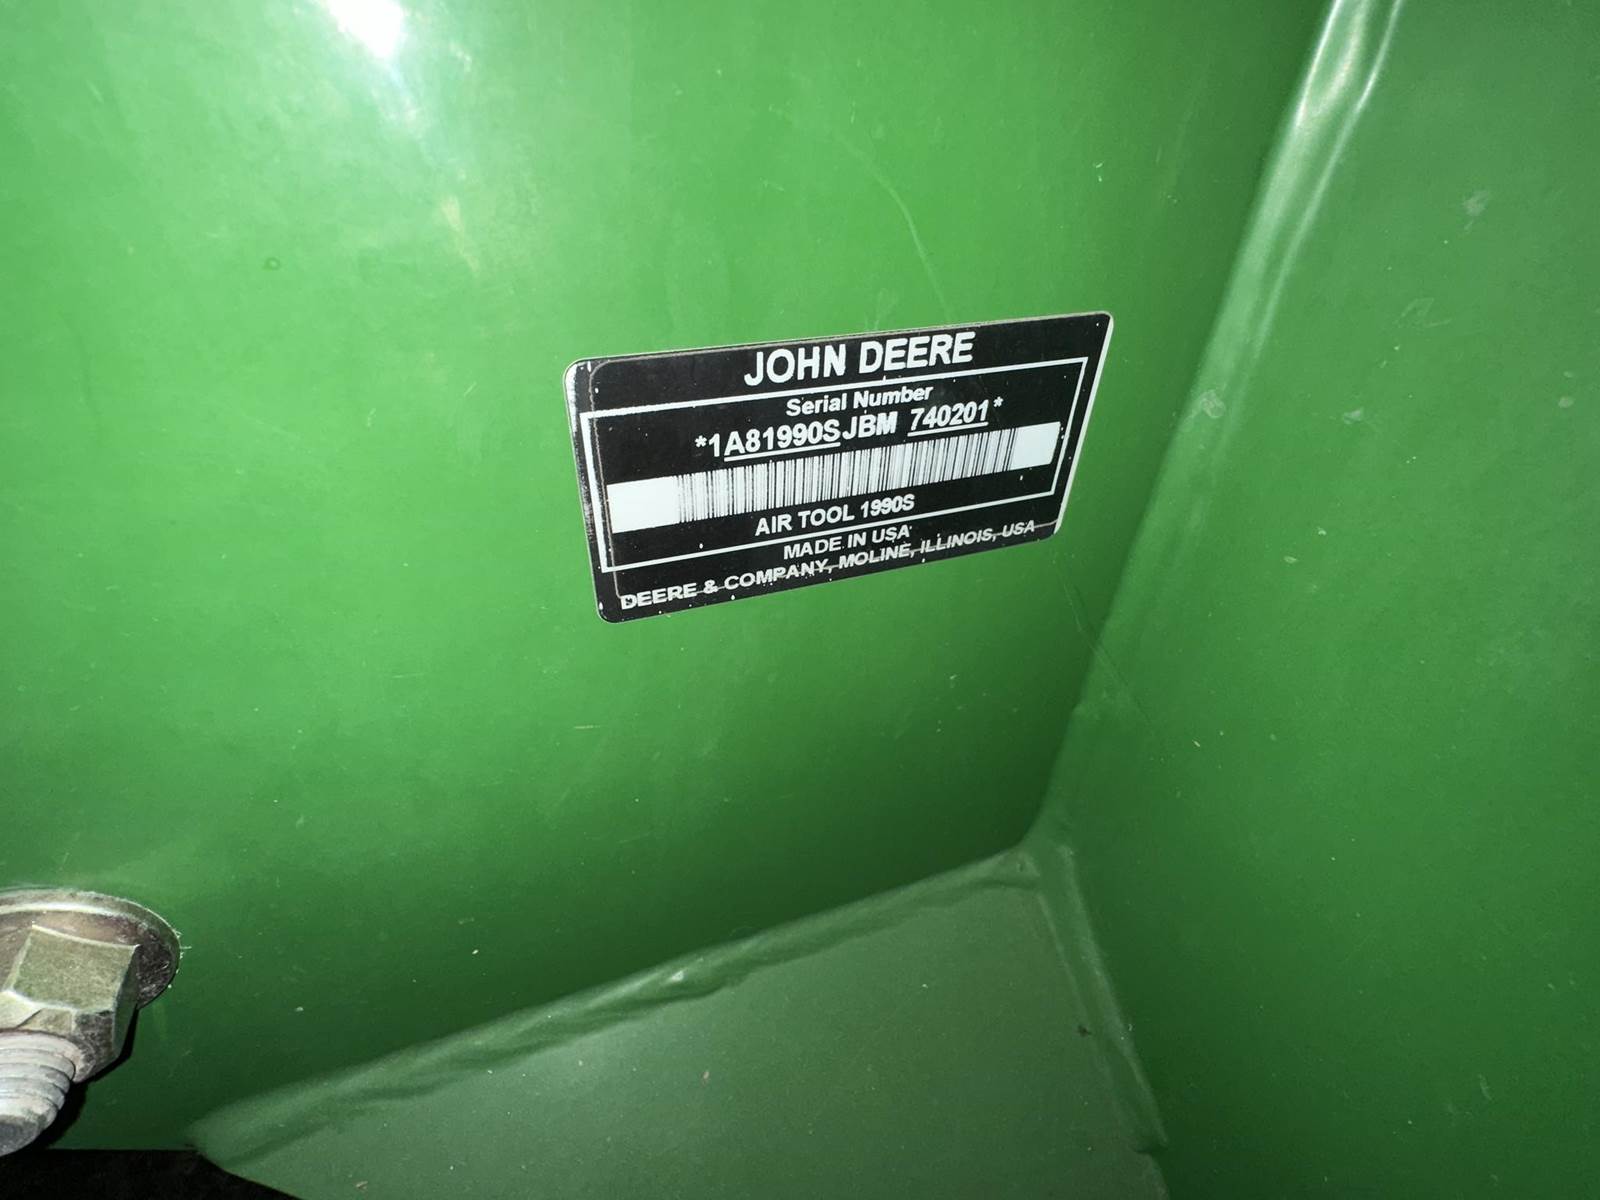 JOHN DEERE
Serial Number
*1A81990SJBM 740201*
AIR TOOL 1990S
MADE IN USA
DEERE & COMPANY, MOLINE, ILLINOIS, USA